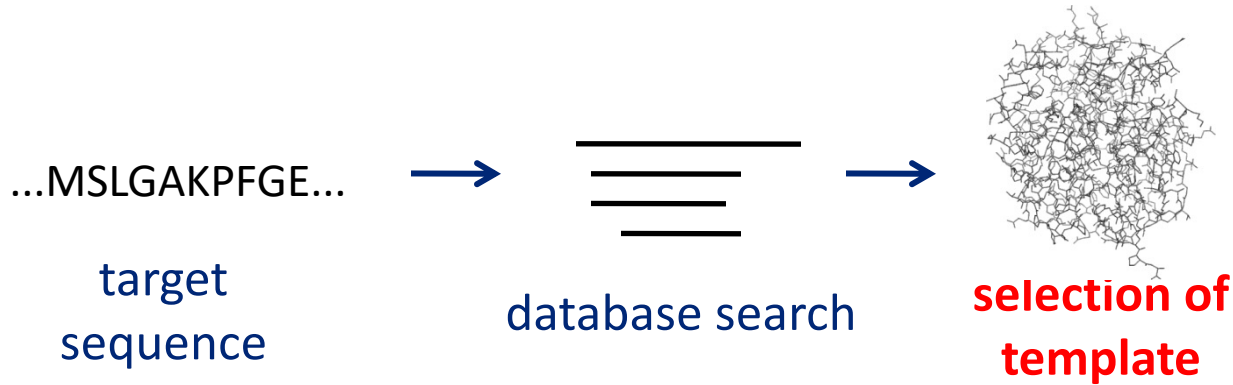 ...MSLGAKPFGE...
target
sequence
database search
selection of
template